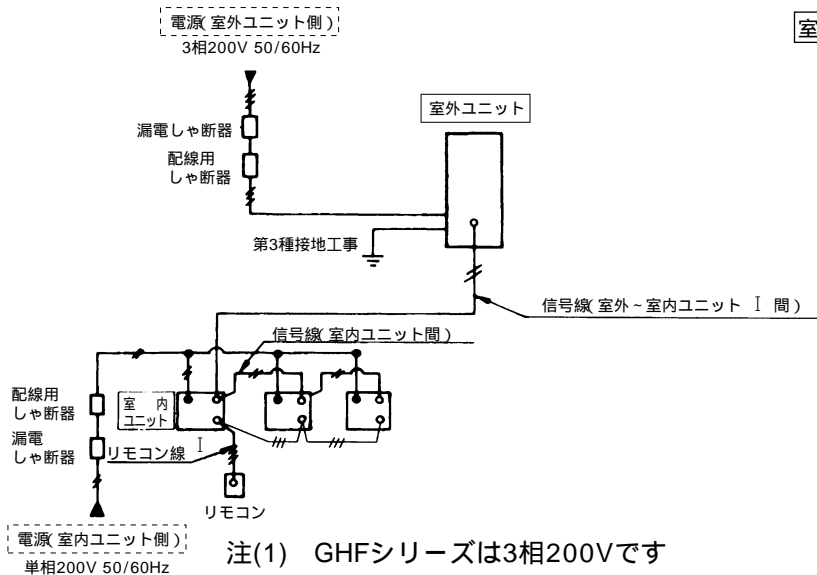 電源(室外ユニット側)
3相200V 50/60Hz
室
漏電しゃ断器
配線用
しゃ断器
室外ユニット
第3種接地工事
信号線(室外~室内ユニット I 間)
信号線(室内ユニット間)
配線用
しゃ断器
室 内
ユニット
漏電
しゃ断器
リモコン線 I
リモコン
電源(室内ユニット側)
単相200V 50/60Hz
注(1) GHFシリーズは3相200Vです